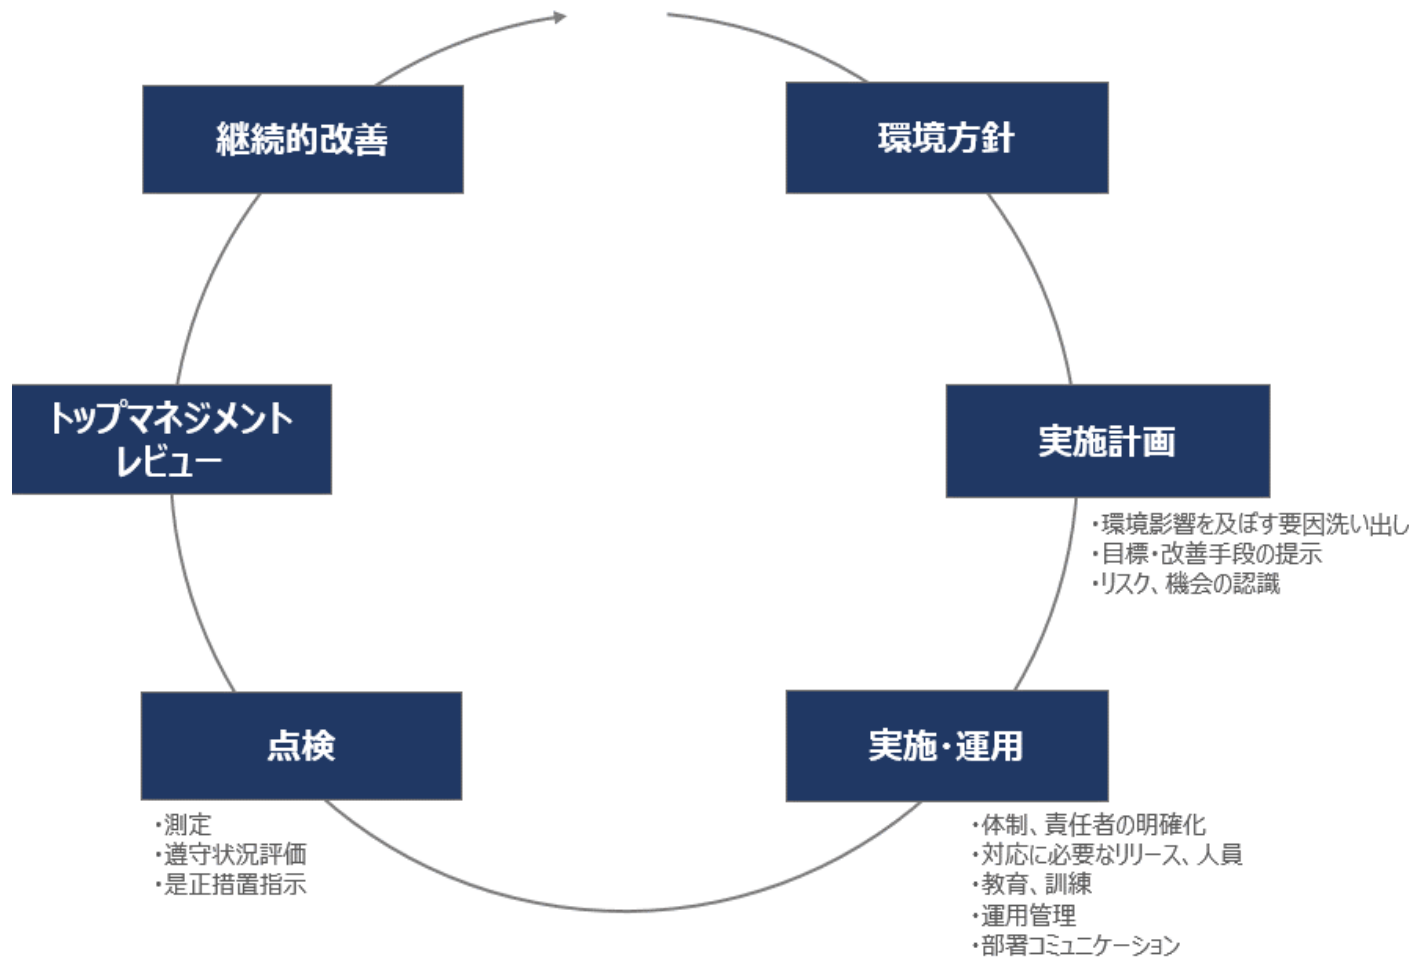 継続的改善
環境方針
トップマネジメント
レビュー
実施計画
・環境影響を及ぼす要因洗い出し
・目標・改善手段の提示
・リスク、機会の認識
点検
・測定
・遵守状況評価
・是正措置指示
実施・運用
・体制、責任者の明確化
・対応に必要なリリース、人員
・教育、訓練
・運用管理
・部署コミュニケーション